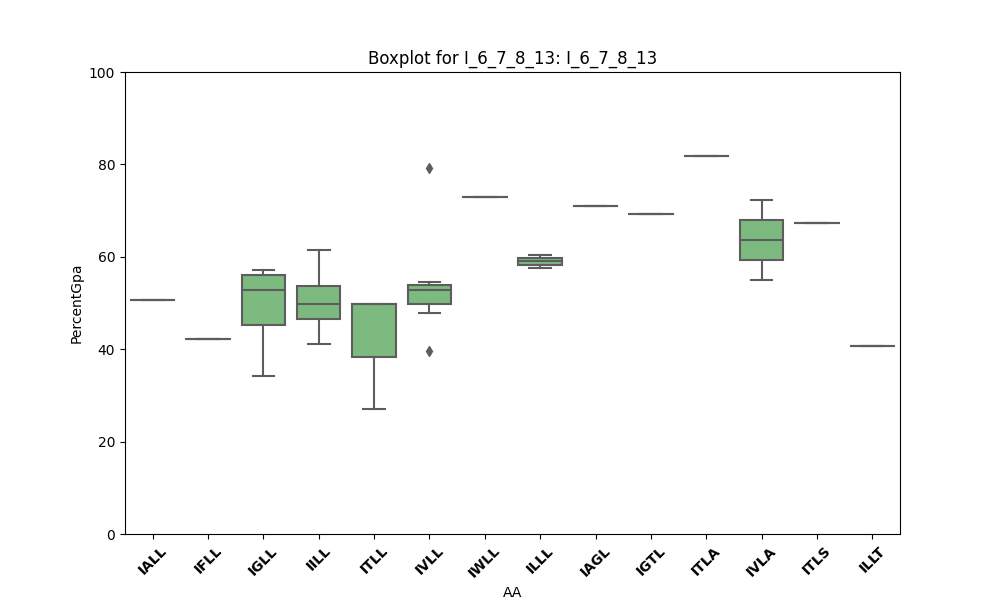 Boxplot for I_6_7_8_13: I_6_7_8_13
100
80
60
40
20
0
PercentGpa
IALL IFLL IGLL IILL ITLL IVLL IWLL ILLL IAGL IGTL ITLA IVLA ITLS ILLT
AA